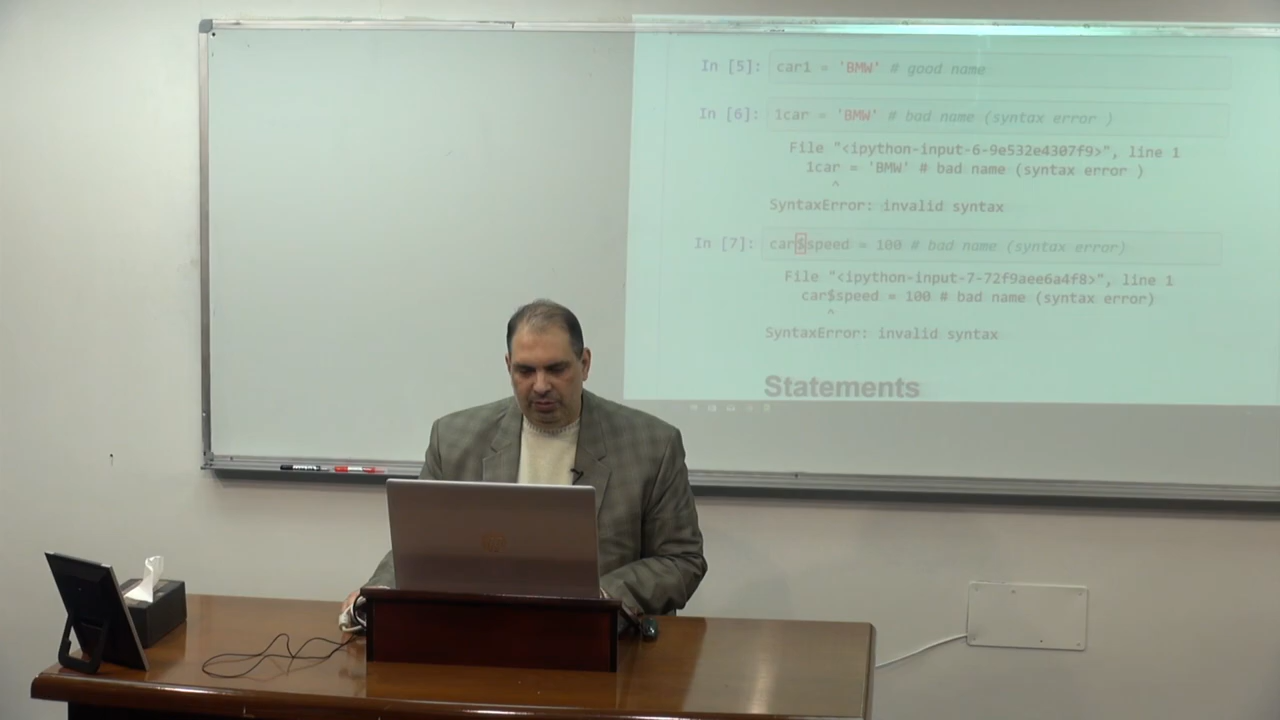 In [5]: car1 = 'BMW' # good name
In [6]: 1car = 'BMW' # bad name (syntax error )
File "<ipython-input-6-9e532e4307f9>", line 1
1car = 'BMW' # bad name (syntax error )
^
SyntaxError: invalid syntax
In [7]: car$speed = 100 # bad name (syntax error)
File "<ipython-input-7-72f9aee6a4f8>", line 1
car$speed = 100 # bad name (syntax error)
^
SyntaxError: invalid syntax
Statements